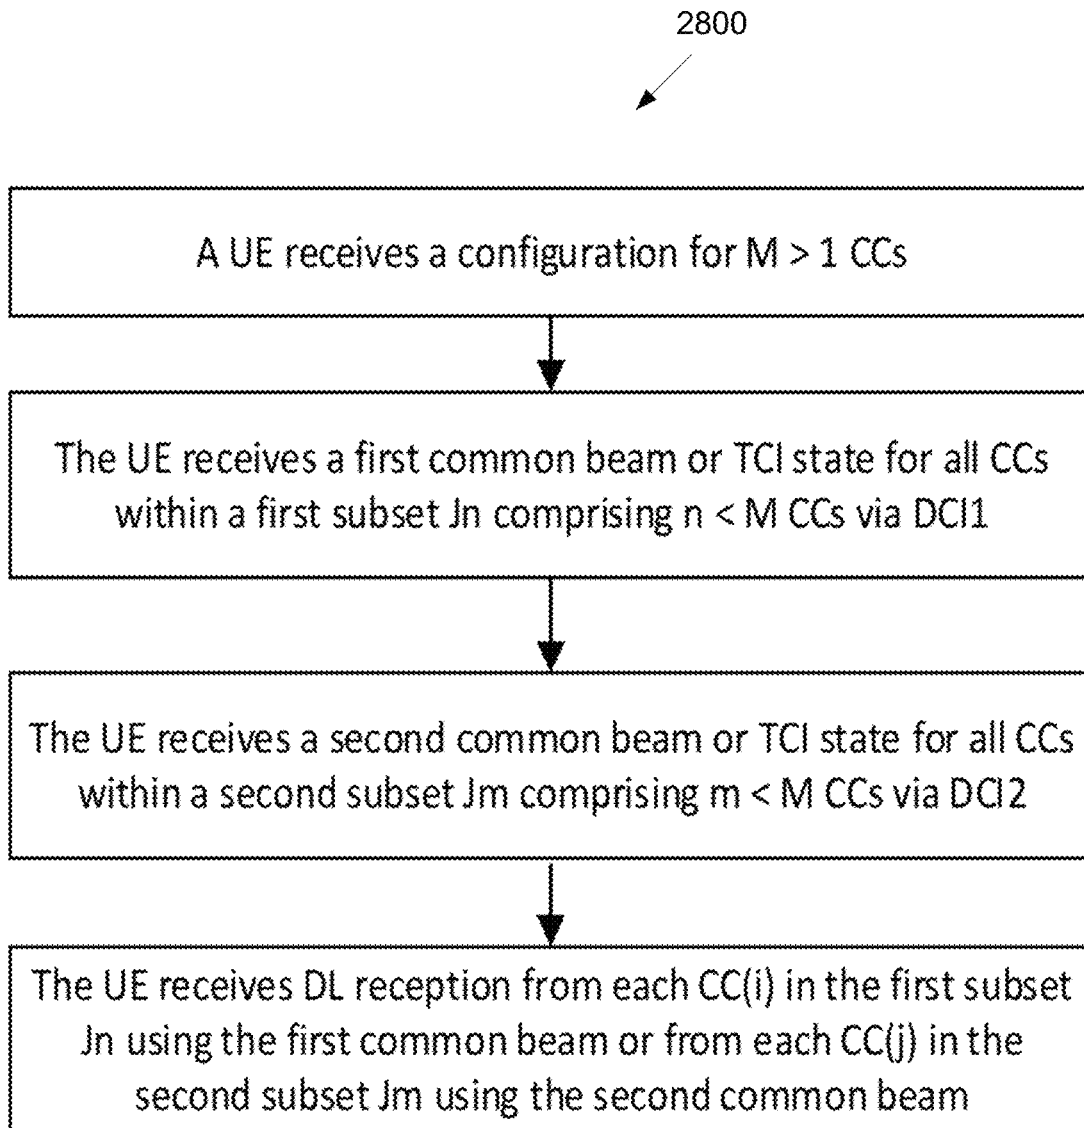 2800
A UE receives a configuration for M > 1 CCs
The UE receives a first common beam or TCI state for all CCs
within a first subset Jn comprising n < M CCs via DCI1
The UE receives a second common beam or TCI state for all CCs
within a second subset Jm comprising m < M CCs via DCI2
The UE receives DL reception from each CC(i) in the first subset
Jn using the first common beam or from each CC(j) in the
second subset Jm using the second common beam